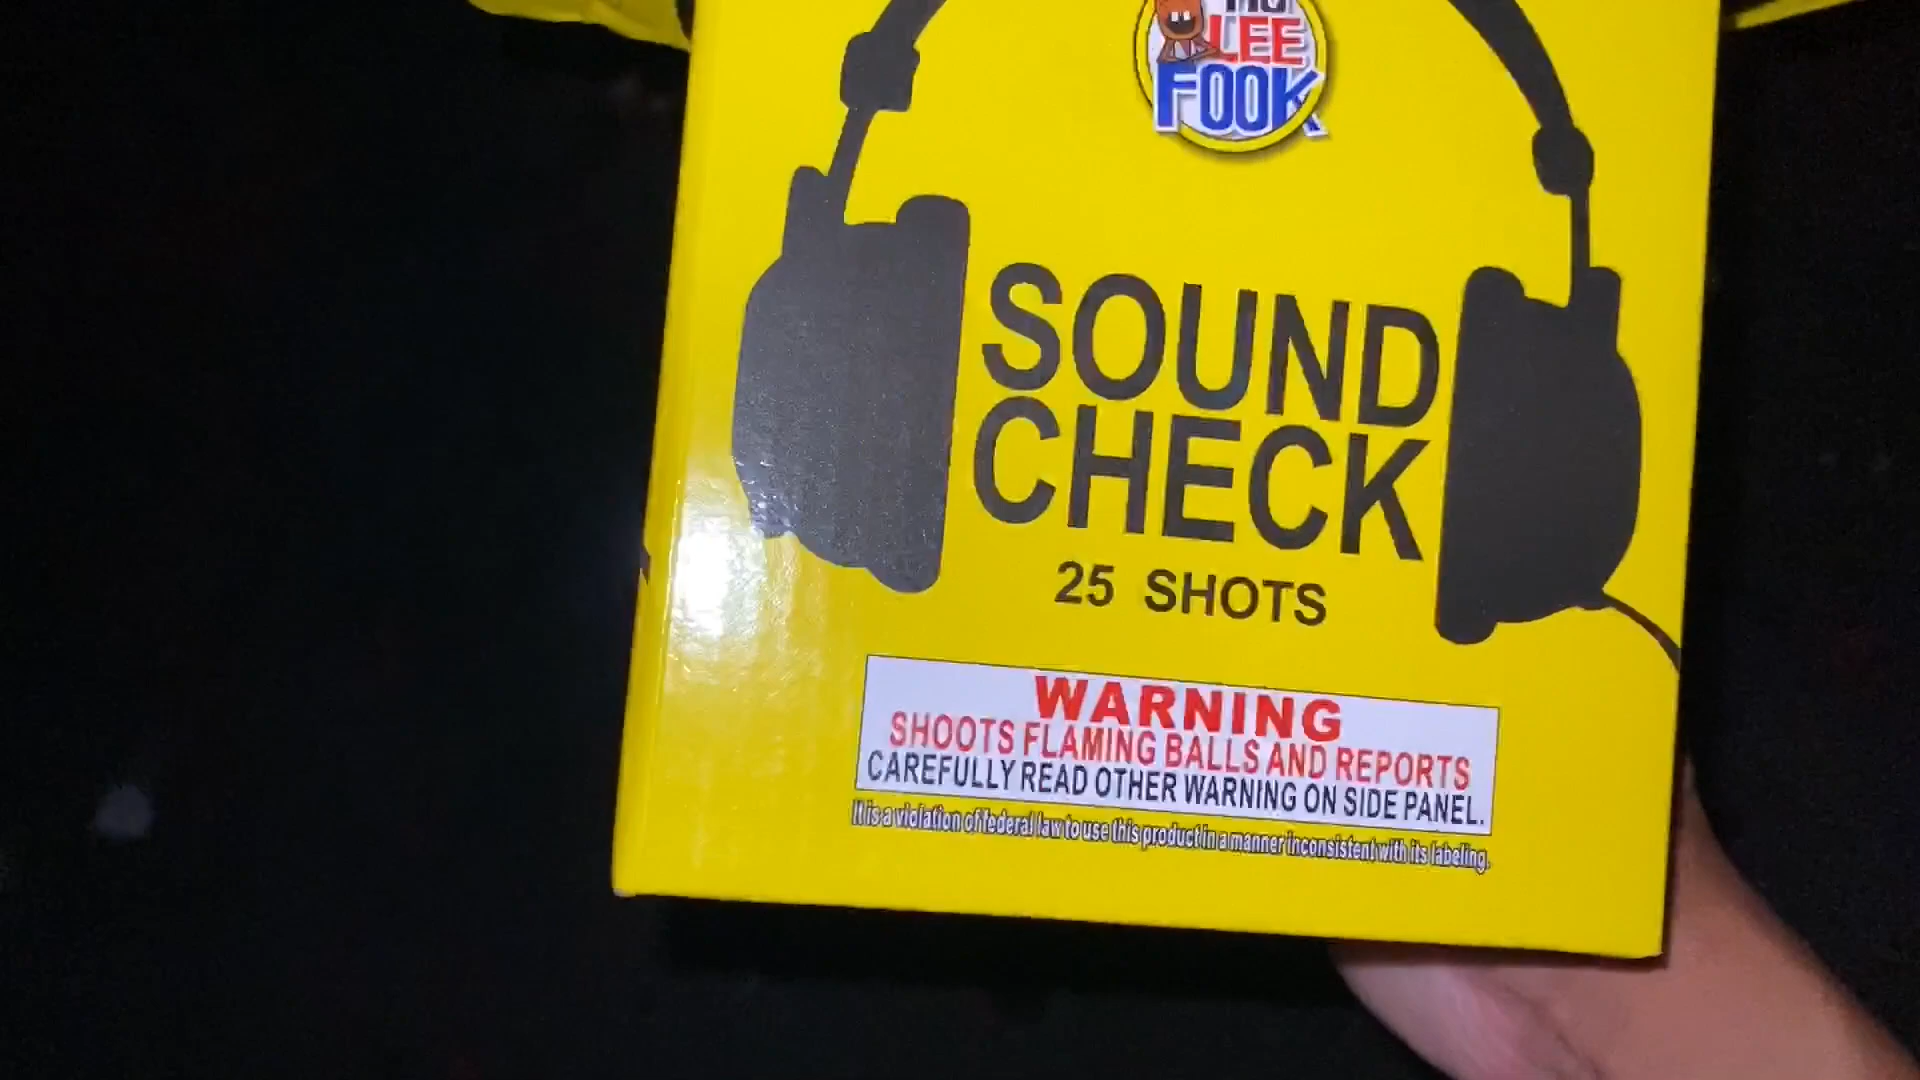 LEE
FOOK
SOUND
CHECK
25 SHOTS
WARNING
SHOOTS FLAMING BALLS AND REPORTS
CAREFULLY READ OTHER WARNING ON SIDE PANEL.
It is a violation of federal law to use this product in a manner inconsistent with its labeling.